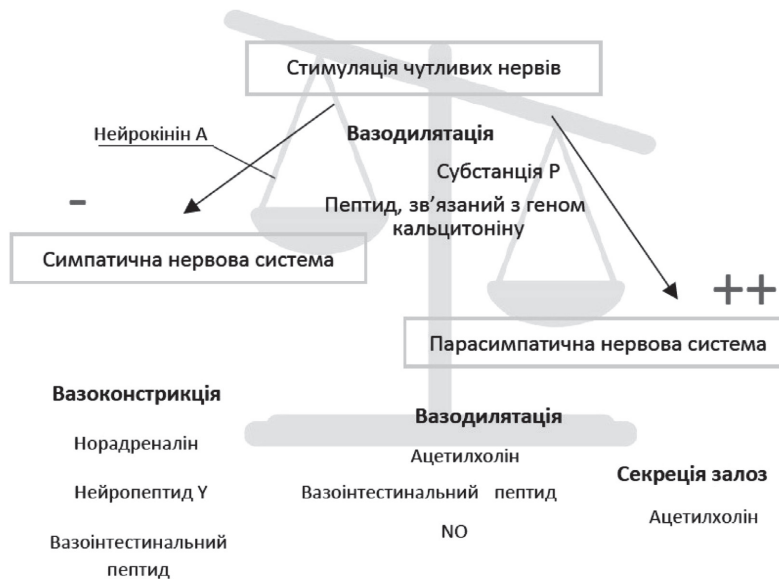 Стимуляція чутливих нервів
Нейрокінін А
Вазодилятація
Субстанція Р
Пептид, зв’язаний з геном
кальцитоніну
-
Симпатична нервова система
++
Парасимпатична нервова система
Вазоконстрикція
Норадреналін
Нейропептид Y
Вазоінтестинальний
пептид
Вазодилятація
Ацетилхолін
Вазоінтестинальний пептид
NO
Секреція залоз
Ацетилхолін